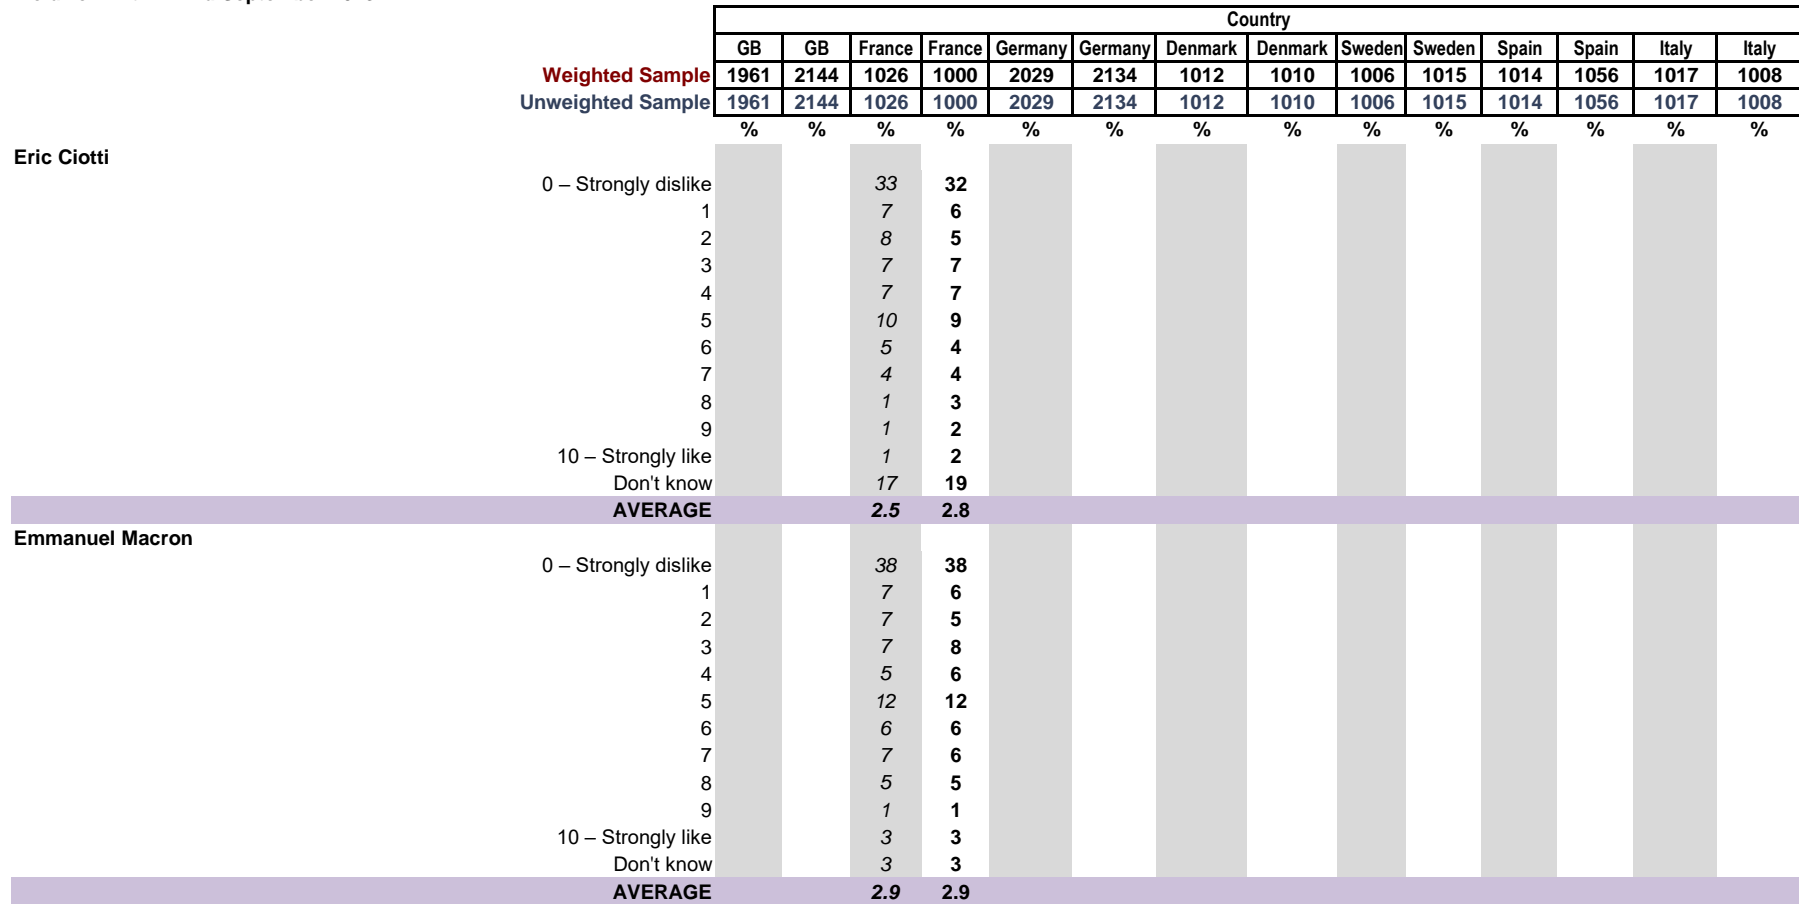 Country
GB GB France France Germany Germany Denmark Denmark Sweden Sweden Spain Spain Italy Italy
Weighted Sample 1961 2144 1026 1000 2029 2134 1012 1010 1006 1015 1014 1056 1017 1008
Unweighted Sample 1961 2144 1026 1000 2029 2134 1012 1010 1006 1015 1014 1056 1017 1008
% % % % % % % % % % % % % %
Eric Ciotti
0 – Strongly dislike 33 32
1 7 6
2 8 5
3 7 7
4 7 7
5 10 9
6 5 4
7 4 4
8 1 3
9 1 2
10 – Strongly like 1 2
Don't know 17 19
AVERAGE 2.5 2.8
Emmanuel Macron
0 – Strongly dislike 38 38
1 7 6
2 7 5
3 7 8
4 5 6
5 12 12
6 6 6
7 7 6
8 5 5
9 1 1
10 – Strongly like 3 3
Don't know 3 3
AVERAGE 2.9 2.9